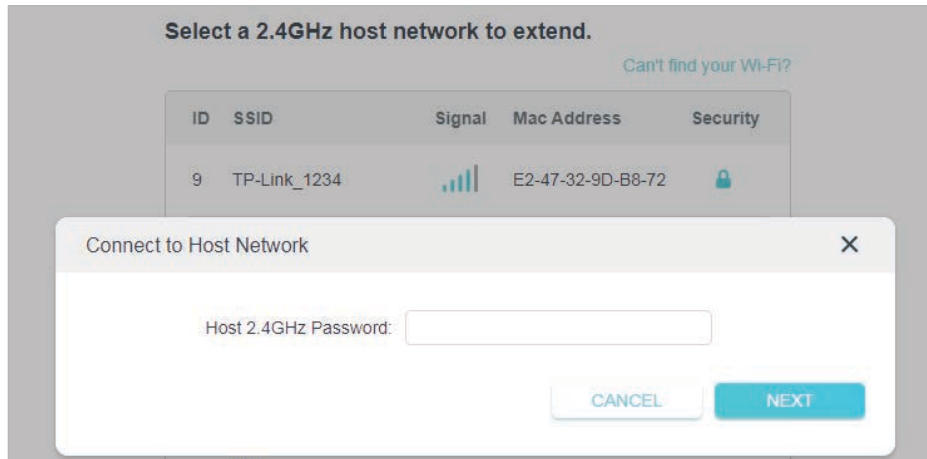 Select a 2.4GHz host network to extend.
Can't find your Wi-Fi?
ID SSID Signal Mac Address Security
9 TP-Link_1234 E2-47-32-9D-B8-72
Connect to Host Network
Host 2.4GHz Password:
CANCEL NEXT